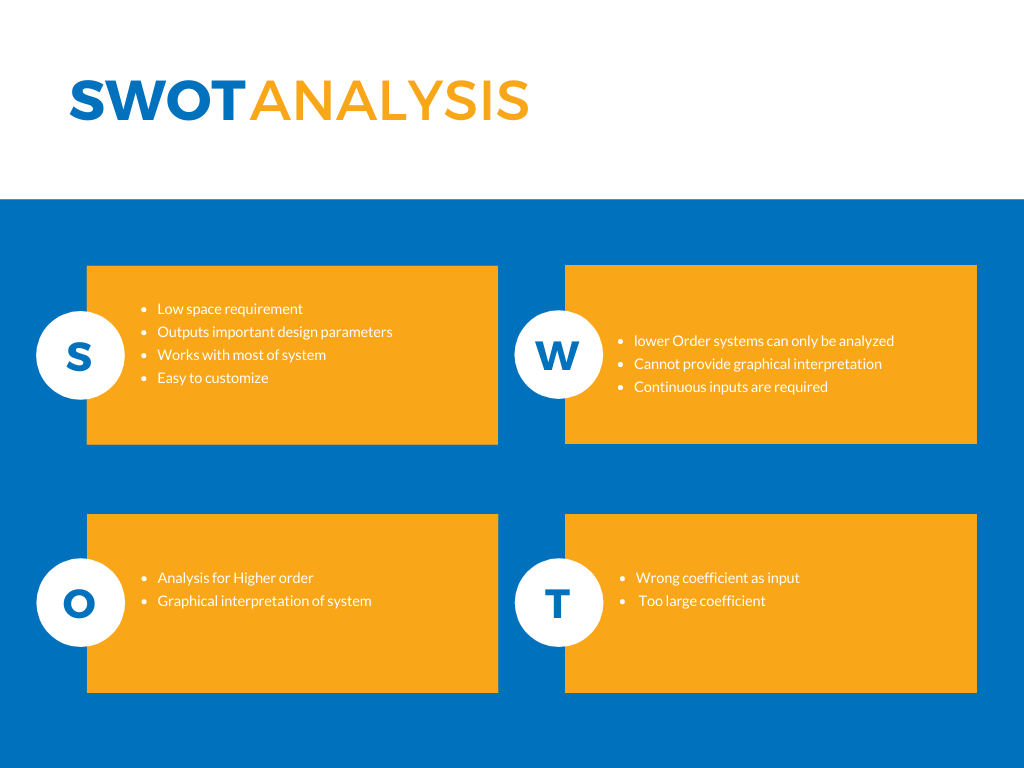 SWOT ANALYSIS
S
• Low space requirement
• Outputs important design parameters
• Works with most of system
• Easy to customize
W
• lower Order systems can only be analyzed
• Cannot provide graphical interpretation
• Continuous inputs are required
O
• Analysis for Higher order
• Graphical interpretation of system
T
• Wrong coefficient as input
• Too large coefficient